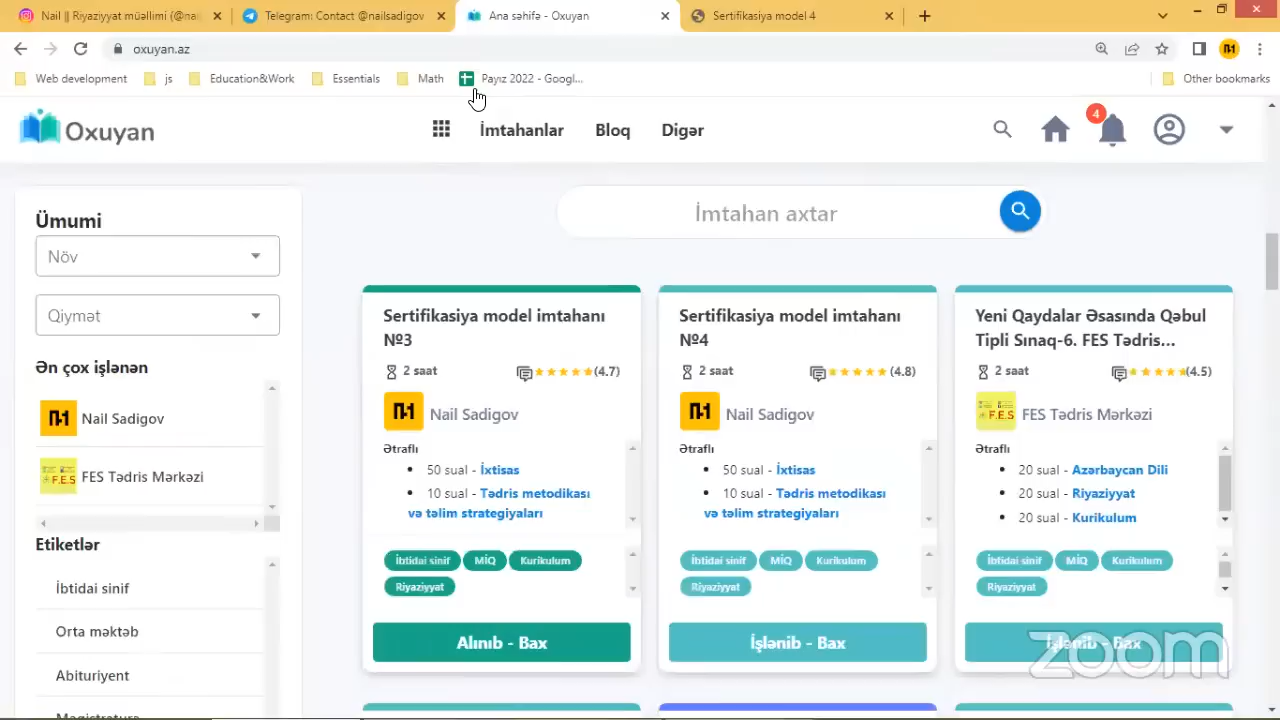 Nail || Riyaziyyat müəllimi (@nai
Telegram: Contact @nailsadigov
Ana səhifə - Oxuyan
Sertifikasiya model 4
oxuyan.az
Web development
js
Education&Work
Essentials
Math
Payız 2022 - Googl...
Other bookmarks
Oxuyan
İmtahanlar
Bloq
Digər
4
Ümumi
Növ
Qiymət
Ən çox işlənən
Nail Sadigov
F.E.S
FES Tədris Mərkəzi
Etiketlər
İbtidai sinif
Orta məktəb
Abituriyent
Magistratura
İmtahan axtar
Sertifikasiya model imtahanı
№3
2 saat
(4.7)
Nail Sadigov
Ətraflı
50 sual - İxtisas
10 sual - Tədris metodikası
və təlim strategiyaları
İbtidai sinif MİQ Kurikulum
Riyaziyyat
Alınıb - Bax
Sertifikasiya model imtahanı
№4
2 saat
(4.8)
Nail Sadigov
Ətraflı
50 sual - İxtisas
10 sual - Tədris metodikası
və təlim strategiyaları
İbtidai sinif MİQ Kurikulum
Riyaziyyat
İşlənib - Bax
Yeni Qaydalar Əsasında Qəbul
Tipli Sınaq-6. FES Tədris...
2 saat
(4.5)
F.E.S
FES Tədris Mərkəzi
Ətraflı
20 sual - Azərbaycan Dili
20 sual - Riyaziyyat
20 sual - Kurikulum
İbtidai sinif MİQ Kurikulum
Riyaziyyat
İşlənib - Bax
zoom